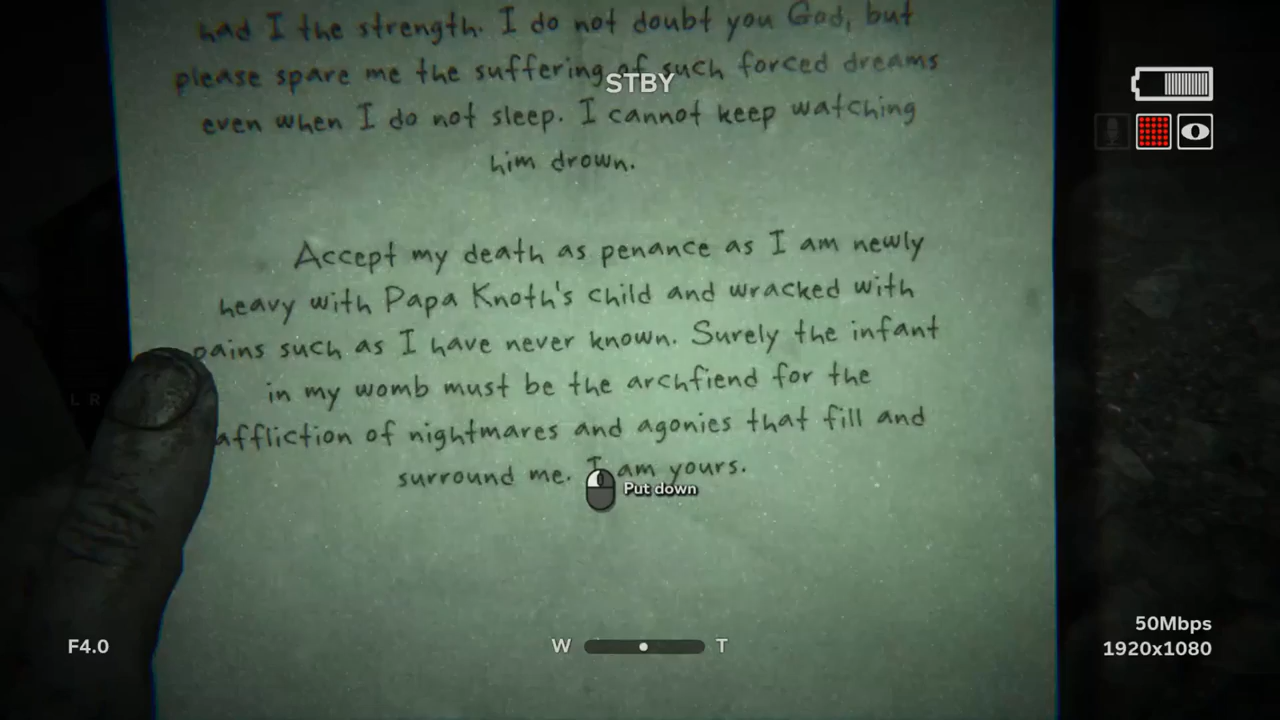 had I the strength. I do not doubt you God, but
please spare me the suffering of such forced dreams
STBY
even when I do not sleep. I cannot keep watching
him drown.
Accept my death as penance as I am newly
heavy with Papa Knoth's child and wracked with
pains such as I have never known. Surely the infant
in my womb must be the archfiend for the
affliction of nightmares and agonies that fill and
surround me. I am yours.
Put down
L R
F4.0
W T
50Mbps
1920x1080